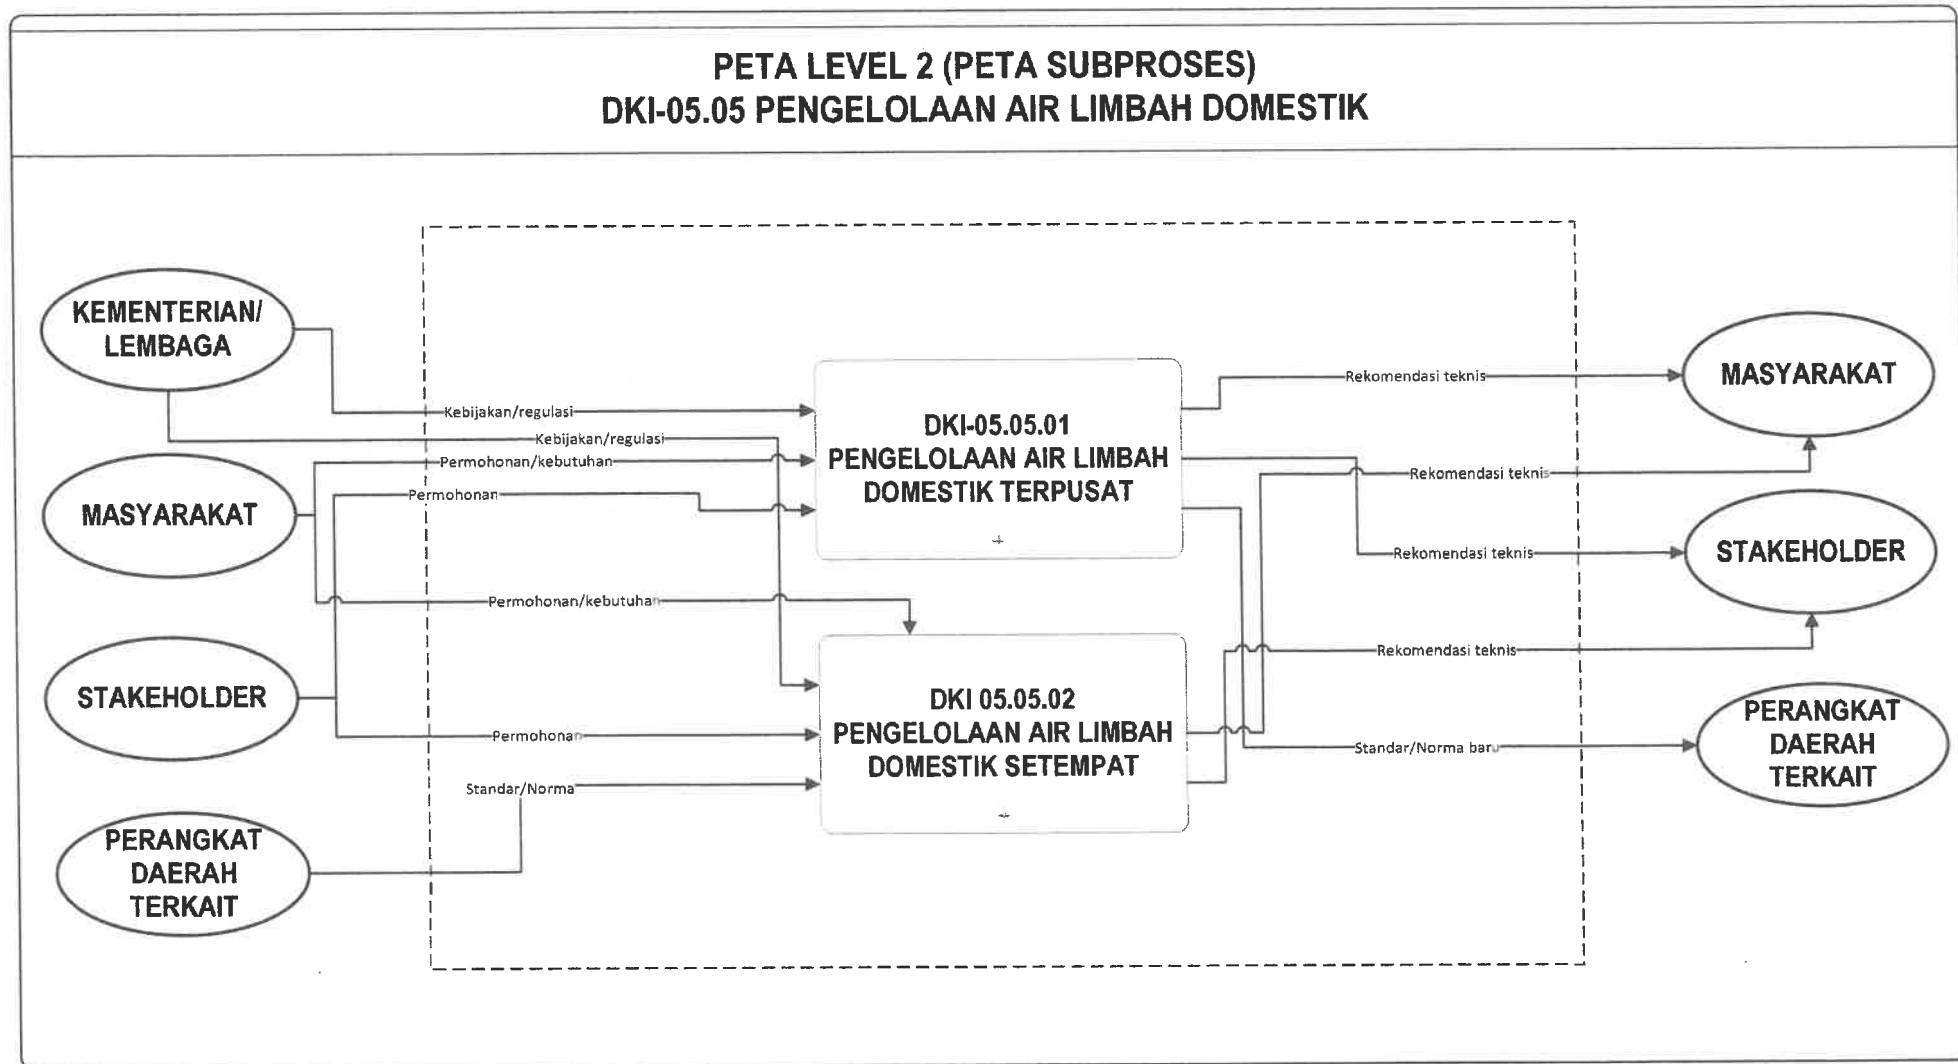 PETA LEVEL 2 (PETA SUBPROSES)
DKI-05.05 PENGELOLAAN AIR LIMBAH DOMESTIK
KEMENTERIAN/
LEMBAGA
MASYARAKAT
STAKEHOLDER
PERANGKAT
DAERAH
TERKAIT
Kebijakan/regulasi
Kebijakan/regulasi
Permohonan/kebutuhan
Permohonan
Permohonan/kebutuhan
Permohonan
Standar/Norma
DKI-05.05.01
PENGELOLAAN AIR LIMBAH
DOMESTIK TERPUSAT
DKI 05.05.02
PENGELOLAAN AIR LIMBAH
DOMESTIK SETEMPAT
Rekomendasi teknis
Rekomendasi teknis
Rekomendasi teknis
Rekomendasi teknis
Standar/Norma baru
MASYARAKAT
STAKEHOLDER
PERANGKAT
DAERAH
TERKAIT